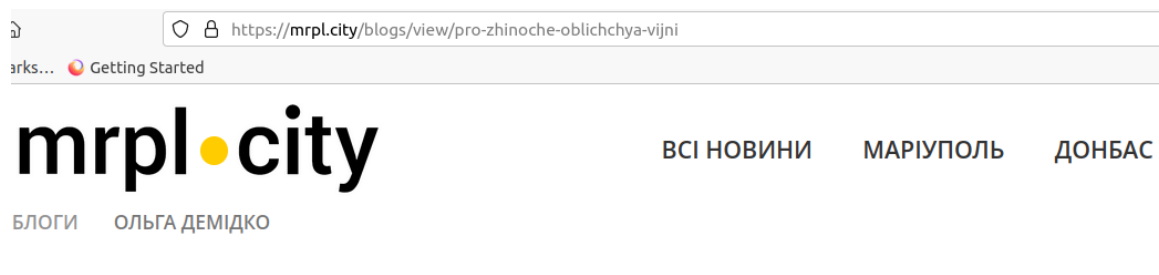 https://mrpl.city/blogs/view/pro-zhinoche-oblichchya-vijni
arks... Getting Started
mrpl city ВСІ НОВИНИ МАРІУПОЛЬ ДОНБАС
БЛОГИ ОЛЬГА ДЕМІДКО